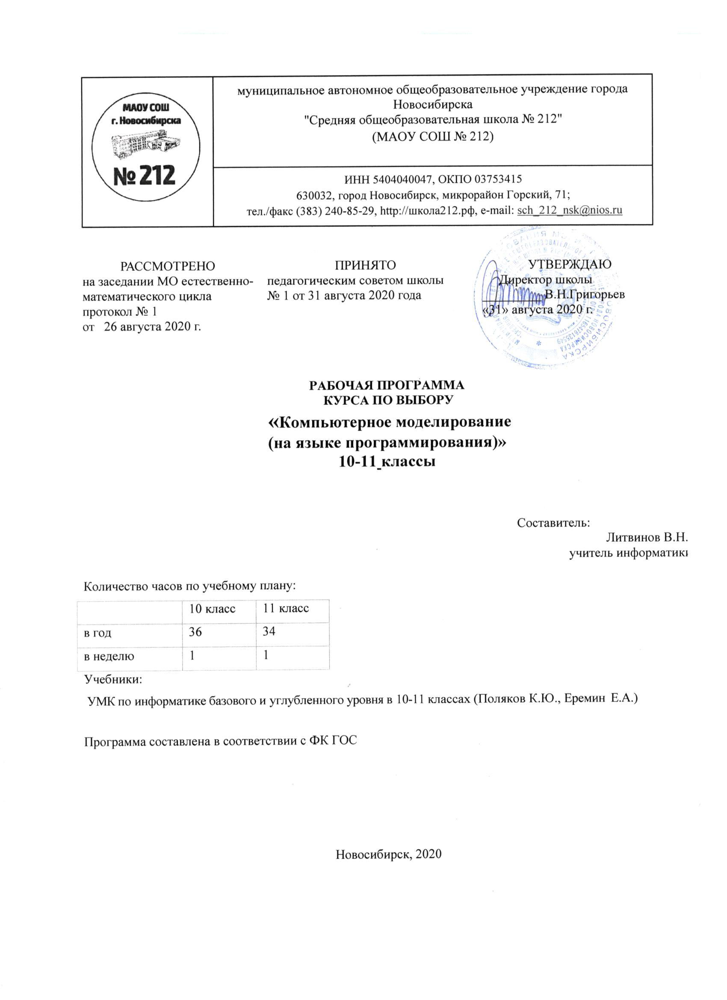 МАОУ СОШ
г. Новосибирска
№ 212
муниципальное автономное общеобразовательное учреждение города
Новосибирска
"Средняя общеобразовательная школа № 212"
(МАОУ СОШ № 212)
ИНН 5404040047, ОКПО 03753415
630032, город Новосибирск, микрорайон Горский, 71;
тел./факс (383) 240-85-29, http://школа212.рф, e-mail: sch_212_nsk@nios.ru
РАССМОТРЕНО
на заседании МО естественно-
математического цикла
протокол № 1
от 26 августа 2020 г.
ПРИНЯТО
педагогическим советом школы
№ 1 от 31 августа 2020 года
УТВЕРЖДАЮ
Директор школы
В.Н.Григорьев
«31» августа 2020 г.
РАБОЧАЯ ПРОГРАММА
КУРСА ПО ВЫБОРУ
«Компьютерное моделирование
(на языке программирования)»
10-11 классы
Составитель:
Литвинов В.Н.
учитель информатики
Количество часов по учебному плану:
10 класс 11 класс
в год 36 34
в неделю 1 1
Учебники:
УМК по информатике базового и углубленного уровня в 10-11 классах (Поляков К.Ю., Еремин Е.А.)
Программа составлена в соответствии с ФК ГОС
Новосибирск, 2020